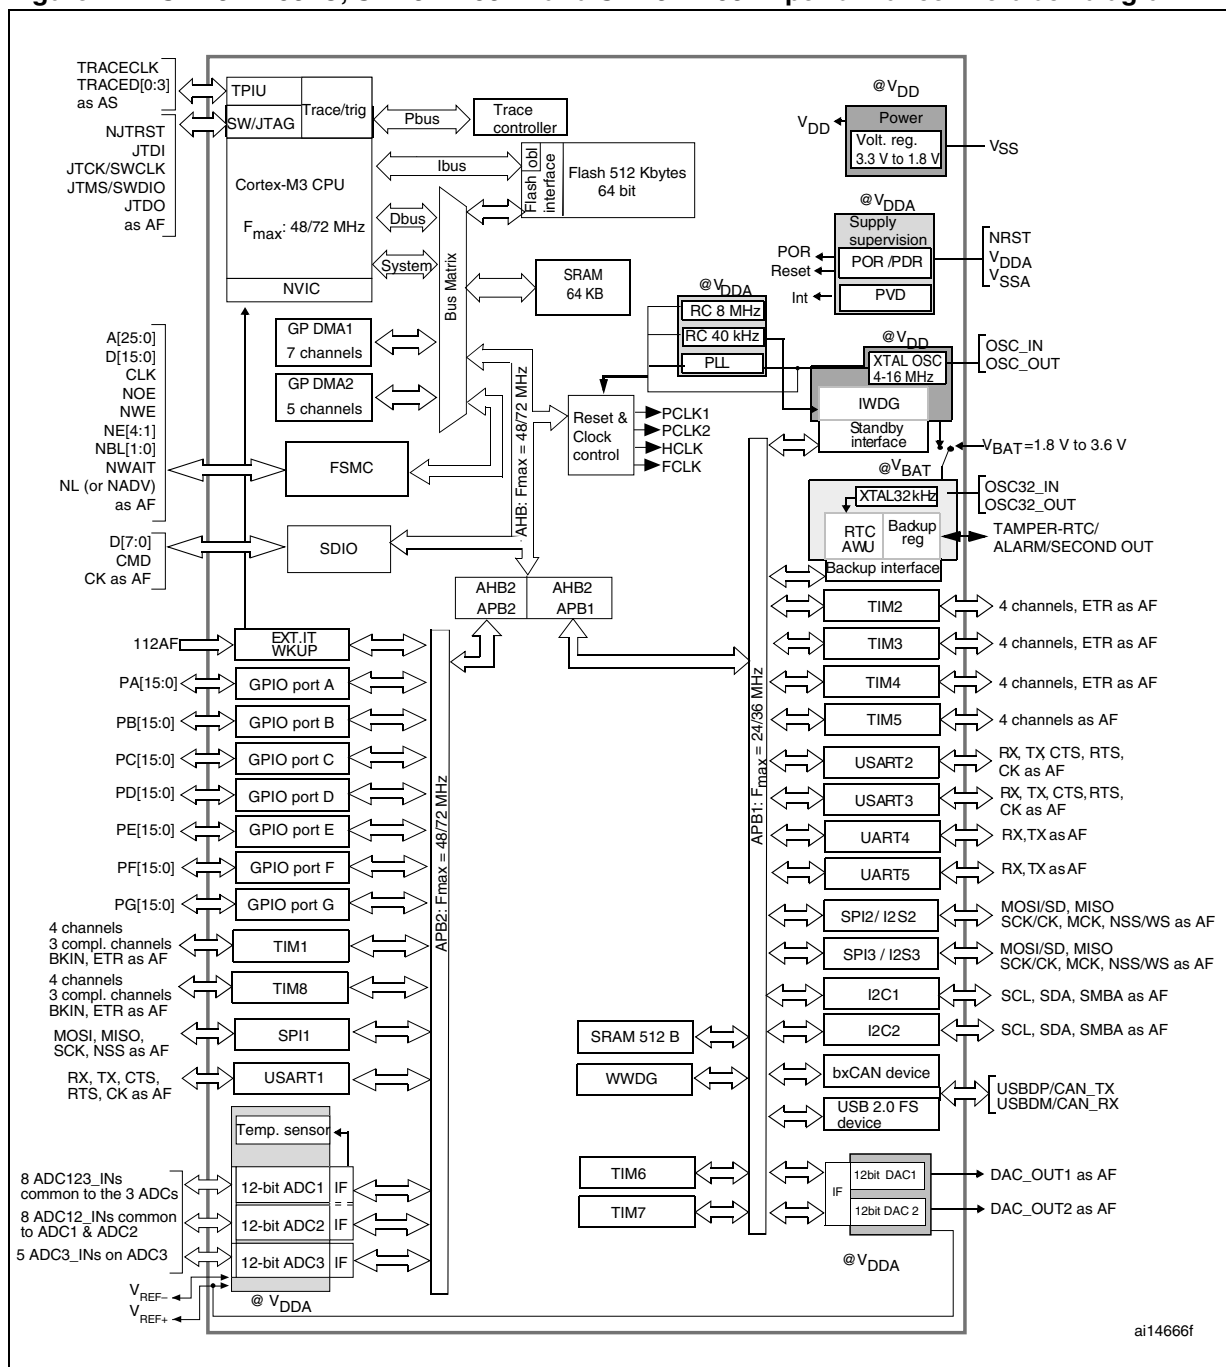 TRACECLK
TRACED[0:3]
as AS
NJTRST
JTDI
JTCK/SWCLK
JTMS/SWDIO
JTDO
as AF
TPIU
SW/JTAG
Trace/trig
Cortex-M3 CPU
Fmax: 48/72 MHz
NVIC
Pbus
Trace
controller
Ibus
Flash obl
interface
Flash 512 Kbytes
64 bit
Dbus
System
Bus Matrix
SRAM
64 KB
GP DMA1
7 channels
GP DMA2
5 channels
@VDD
VDD
Power
Volt. reg.
3.3 V to 1.8 V
VSS
@VDDA
Supply
supervision
POR
Reset
POR /PDR
Int
PVD
NRST
VDDA
VSSA
@VDDA
RC 8 MHz
RC 40 kHz
PLL
@VDD
XTAL OSC
4-16 MHz
OSC_IN
OSC_OUT
IWDG
Standby
interface
VBAT=1.8 V to 3.6 V
Reset &
Clock
control
PCLK1
PCLK2
HCLK
FCLK
@VBAT
XTAL32kHz
OSC32_IN
OSC32_OUT
RTC
AWU
Backup
reg
TAMPER-RTC/
ALARM/SECOND OUT
Backup interface
A[25:0]
D[15:0]
CLK
NOE
NWE
NE[4:1]
NBL[1:0]
NWAIT
NL (or NADV)
as AF
FSMC
D[7:0]
CMD
CK as AF
SDIO
AHB: Fmax = 48/72 MHz
AHB2
APB2
AHB2
APB1
112AF
EXT.IT
WKUP
PA[15:0]
GPIO port A
PB[15:0]
GPIO port B
PC[15:0]
GPIO port C
PD[15:0]
GPIO port D
PE[15:0]
GPIO port E
PF[15:0]
GPIO port F
PG[15:0]
GPIO port G
4 channels
3 compl. channels
BKIN, ETR as AF
TIM1
4 channels
3 compl. channels
BKIN, ETR as AF
TIM8
MOSI, MISO,
SCK, NSS as AF
SPI1
RX, TX, CTS,
RTS, CK as AF
USART1
Temp. sensor
8 ADC123_INs
common to the 3 ADCs
12-bit ADC1
IF
8 ADC12_INs common
to ADC1 & ADC2
12-bit ADC2
IF
5 ADC3_INs on ADC3
12-bit ADC3
IF
VREF–
VREF+
@ VDDA
APB2: Fmax = 48/72 MHz
APB1: Fmax = 24/36 MHz
TIM2
4 channels, ETR as AF
TIM3
4 channels, ETR as AF
TIM4
4 channels, ETR as AF
TIM5
4 channels as AF
USART2
RX, TX, CTS, RTS,
CK as AF
USART3
RX, TX, CTS, RTS,
CK as AF
UART4
RX,TX as AF
UART5
RX, TX as AF
SPI2/ I2S2
MOSI/SD, MISO
SCK/CK, MCK, NSS/WS as AF
SPI3 / I2S3
MOSI/SD, MISO
SCK/CK, MCK, NSS/WS as AF
I2C1
SCL, SDA, SMBA as AF
I2C2
SCL, SDA, SMBA as AF
SRAM 512 B
WWDG
bxCAN device
USB 2.0 FS
device
USBDP/CAN_TX
USBDM/CAN_RX
TIM6
TIM7
IF
12bit DAC1
12bit DAC 2
DAC_OUT1 as AF
DAC_OUT2 as AF
@VDDA
ai14666f